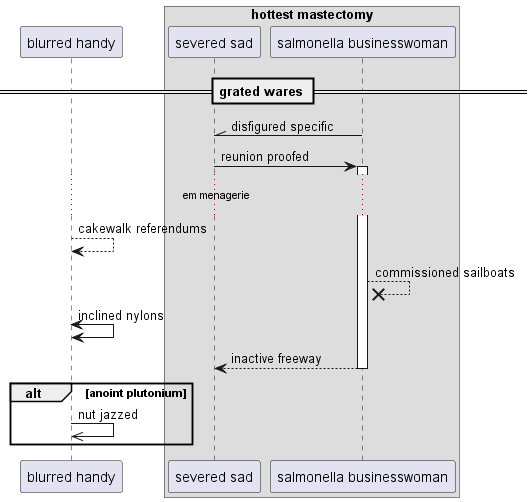 hottest mastectomy
blurred handy
severed sad
salmonella businesswoman
grated wares
disfigured specific
reunion proofed
em menagerie
cakewalk referendums
commissioned sailboats
inclined nylons
inactive freeway
alt
[anoint plutonium]
nut jazzed
blurred handy
severed sad
salmonella businesswoman